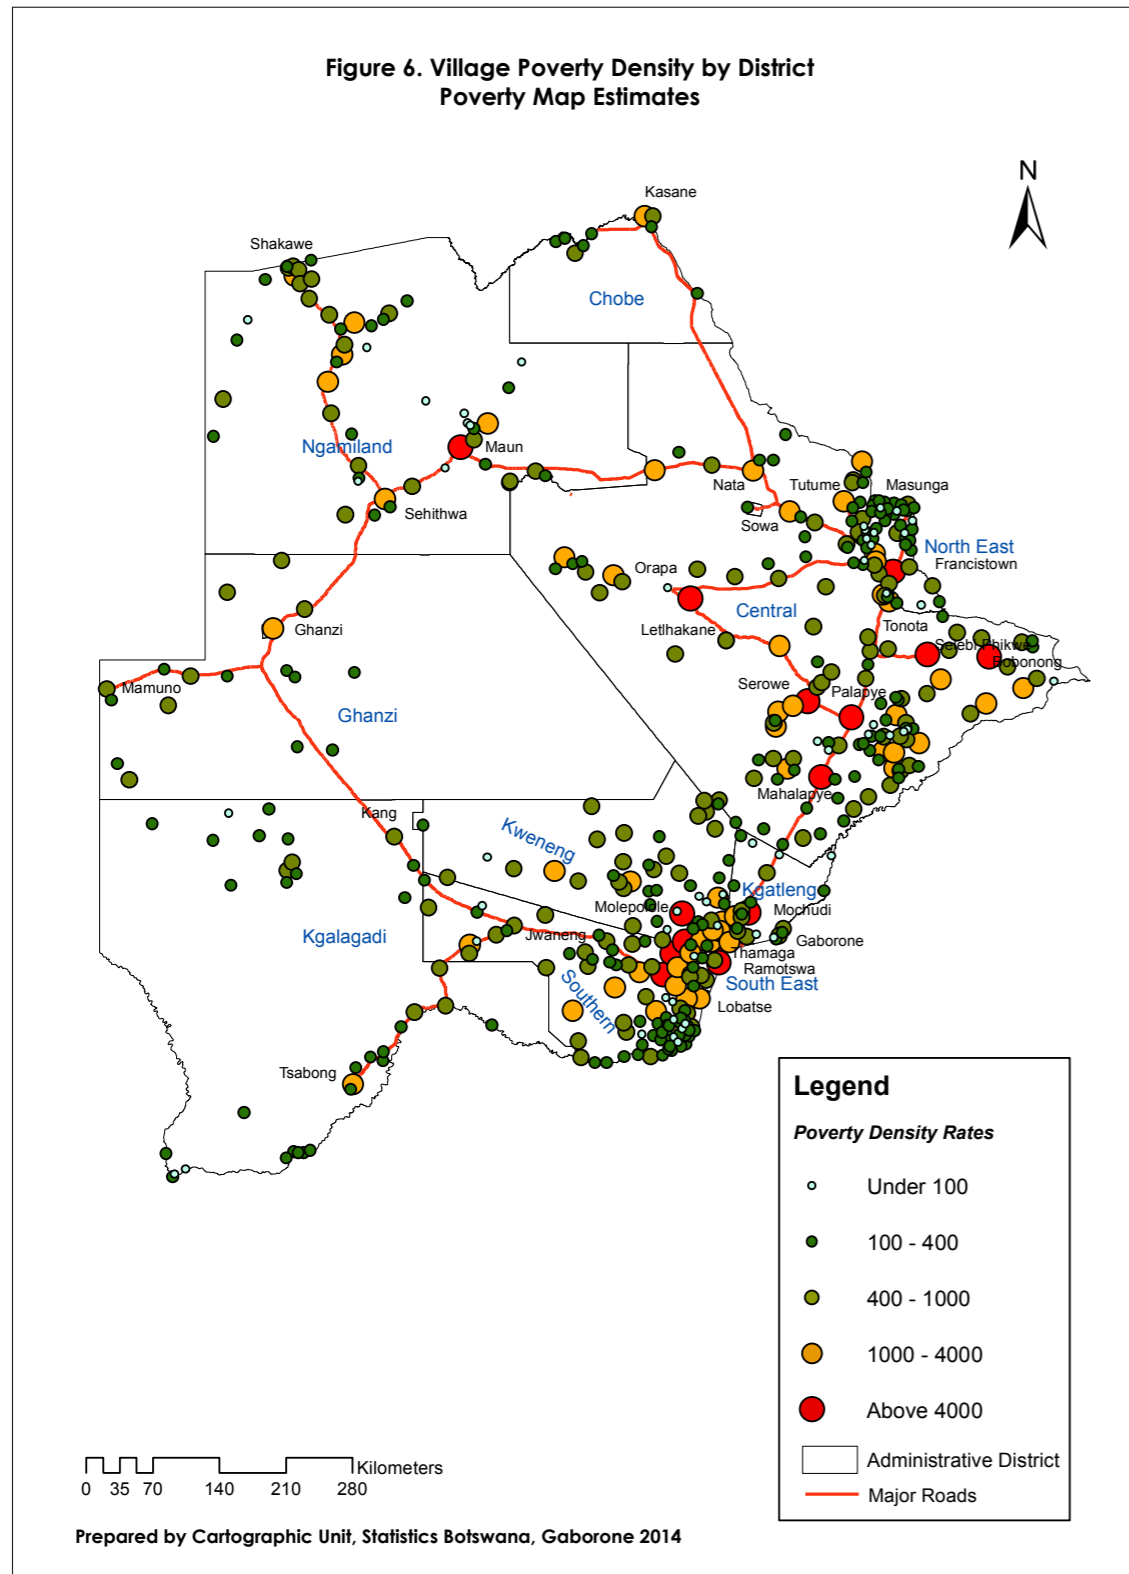 Figure 6. Village Poverty Density by District
Poverty Map Estimates
N
Kasane
Shakawe
Chobe
Ngamiland
Maun
Nata
Tutume
Masunga
Sehithwa
Sowa
North East
Orapa
Francistown
Central
Ghanzi
Letlhakane
Tonota
Selebi Phikwe
Bobonong
Mamuno
Serowe
Palapye
Ghanzi
Mahalapye
Kang
Kweneng
Kgatleng
Molepolole
Mochudi
Kgalagadi
Jwaneng
Gaborone
Thamaga
Ramotswa
Southern
South East
Lobatse
Tsabong
Legend
Poverty Density Rates
Under 100
100 - 400
400 - 1000
1000 - 4000
Above 4000
Administrative District
Major Roads
Kilometers
0 35 70 140 210 280
Prepared by Cartographic Unit, Statistics Botswana, Gaborone 2014